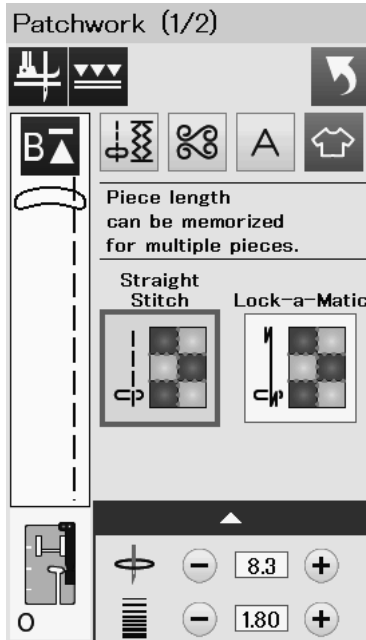 Patchwork (1/2)
B
A
Piece length
can be memorized
for multiple pieces.
Straight
Stitch
Lock-a-Matic
8.3
1.80
O